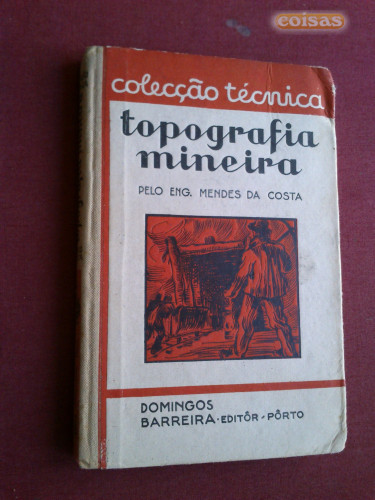 coisas
colecção técnica
topografia
mineira
PELO ENG. MENDES DA COSTA
DOMINGOS
BARREIRA · EDITÔR - PÔRTO